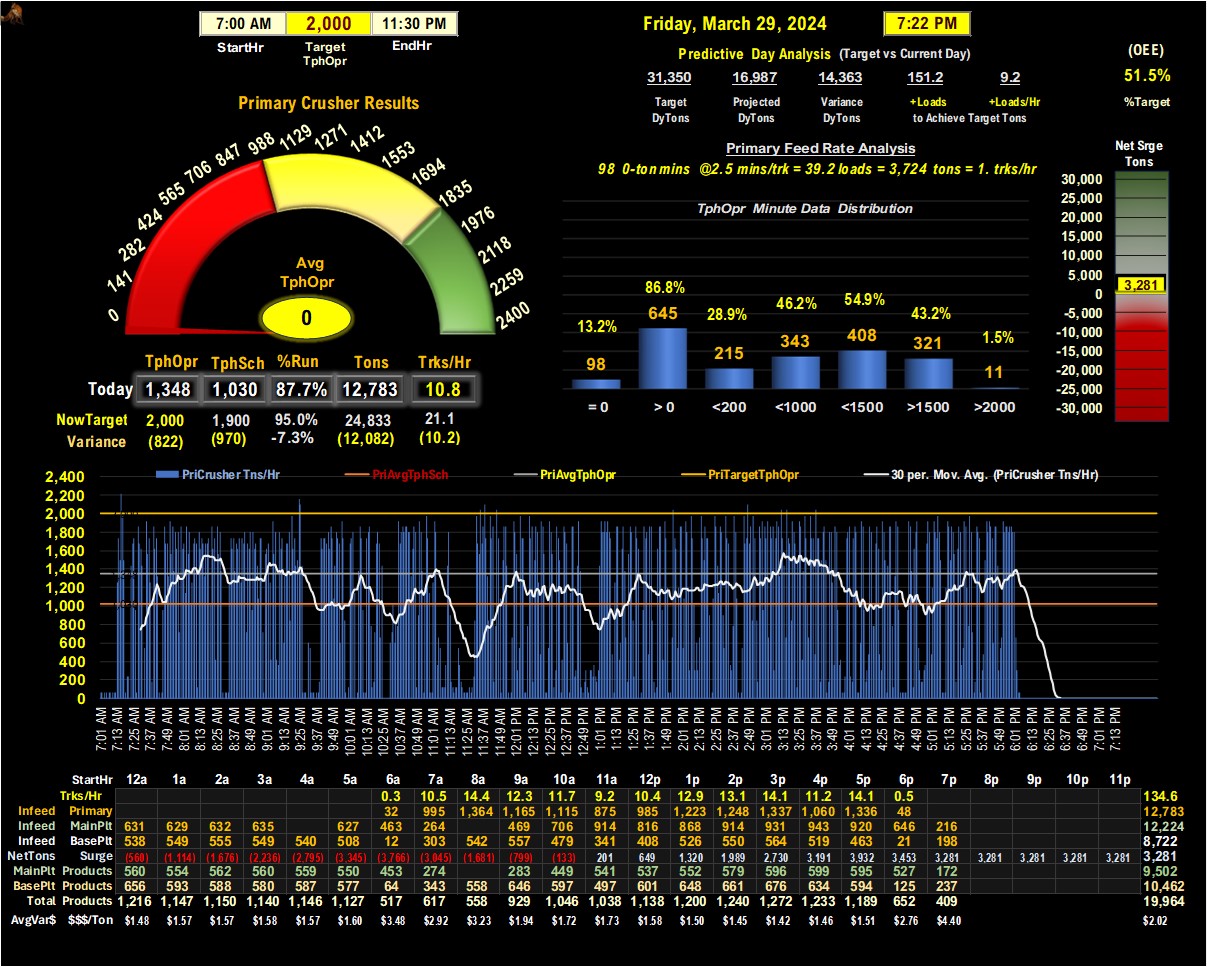 7:00 AM 2,000 11:30 PM
StartHr Target TphOpr EndHr
Friday, March 29, 2024 7:22 PM
Predictive Day Analysis (Target vs Current Day)
(OEE)
31,350 16,987 14,363 151.2 9.2
51.5%
Target Projected Variance +Loads +Loads/Hr
%Target
DyTons DyTons DyTons to Achieve Target Tons
Primary Crusher Results
0 141 282 424 565 706 847 988 1129 1271 1412 1553 1694 1835 1976 2118 2259 2400
Avg
TphOpr
0
TphOpr TphSch %Run Tons Trks/Hr
Today 1,348 1,030 87.7% 12,783 10.8
NowTarget 2,000 1,900 95.0% 24,833 21.1
Variance (822) (970) -7.3% (12,082) (10.2)
Primary Feed Rate Analysis
98 0-ton mins @2.5 mins/trk = 39.2 loads = 3,724 tons = 1. trks/hr
TphOpr Minute Data Distribution
13.2% 86.8% 28.9% 46.2% 54.9% 43.2% 1.5%
98 645 215 343 408 321 11
= 0 > 0 <200 <1000 <1500 >1500 >2000
Net Srge
Tons
30,000
25,000
20,000
15,000
10,000
5,000
3,281
0
-5,000
-10,000
-15,000
-20,000
-25,000
-30,000
PriCrusher Tns/Hr PriAvgTphSch PriAvgTphOpr PriTargetTphOpr 30 per. Mov. Avg. (PriCrusher Tns/Hr)
2,400
2,200
2,000
1,800
1,600
1,400
1,200
1,000
800
600
400
200
0
7:01 AM 7:13 AM 7:25 AM 7:37 AM 7:49 AM 8:01 AM 8:13 AM 8:25 AM 8:37 AM 8:49 AM 9:01 AM 9:13 AM 9:25 AM 9:37 AM 9:49 AM 10:01 AM 10:13 AM 10:25 AM 10:37 AM 10:49 AM 11:01 AM 11:13 AM 11:25 AM 11:37 AM 11:49 AM 12:01 PM 12:13 PM 12:25 PM 12:37 PM 12:49 PM 1:01 PM 1:13 PM 1:25 PM 1:37 PM 1:49 PM 2:01 PM 2:13 PM 2:25 PM 2:37 PM 2:49 PM 3:01 PM 3:13 PM 3:25 PM 3:37 PM 3:49 PM 4:01 PM 4:13 PM 4:25 PM 4:37 PM 4:49 PM 5:01 PM 5:13 PM 5:25 PM 5:37 PM 5:49 PM 6:01 PM 6:13 PM 6:25 PM 6:37 PM 6:49 PM 7:01 PM 7:13 PM
StartHr 12a 1a 2a 3a 4a 5a 6a 7a 8a 9a 10a 11a 12p 1p 2p 3p 4p 5p 6p 7p 8p 9p 10p 11p
Trks/Hr 0.3 10.5 14.4 12.3 11.7 9.2 10.4 12.9 13.1 14.1 11.2 14.1 0.5 134.6
Infeed Primary 32 995 1,364 1,165 1,115 875 985 1,223 1,248 1,337 1,060 1,336 48 12,783
Infeed MainPlt 631 629 632 635 627 463 264 469 706 914 816 868 914 931 943 920 646 216 12,224
Infeed BasePlt 538 549 555 549 540 508 12 303 542 557 479 341 408 526 550 564 519 463 21 198 8,722
NetTons Surge (560) (1,114) (1,676) (2,236) (2,795) (3,345) (3,766) (3,045) (1,681) (799) (133) 201 649 1,320 1,989 2,730 3,191 3,932 3,453 3,281 3,281 3,281 3,281 3,281 3,281
MainPlt Products 560 554 562 560 559 550 453 274 283 449 541 537 552 579 596 599 595 527 172 9,502
BasePlt Products 656 593 588 580 587 577 64 343 558 646 597 497 601 648 661 676 634 594 125 237 10,462
Total Products 1,216 1,147 1,150 1,140 1,146 1,127 517 617 558 929 1,046 1,038 1,138 1,200 1,240 1,272 1,233 1,189 652 409 19,964
AvgVar$ $$$/Ton $1.48 $1.57 $1.57 $1.58 $1.57 $1.60 $3.48 $2.92 $3.23 $1.94 $1.72 $1.73 $1.58 $1.50 $1.45 $1.42 $1.46 $1.51 $2.76 $4.40 $2.02